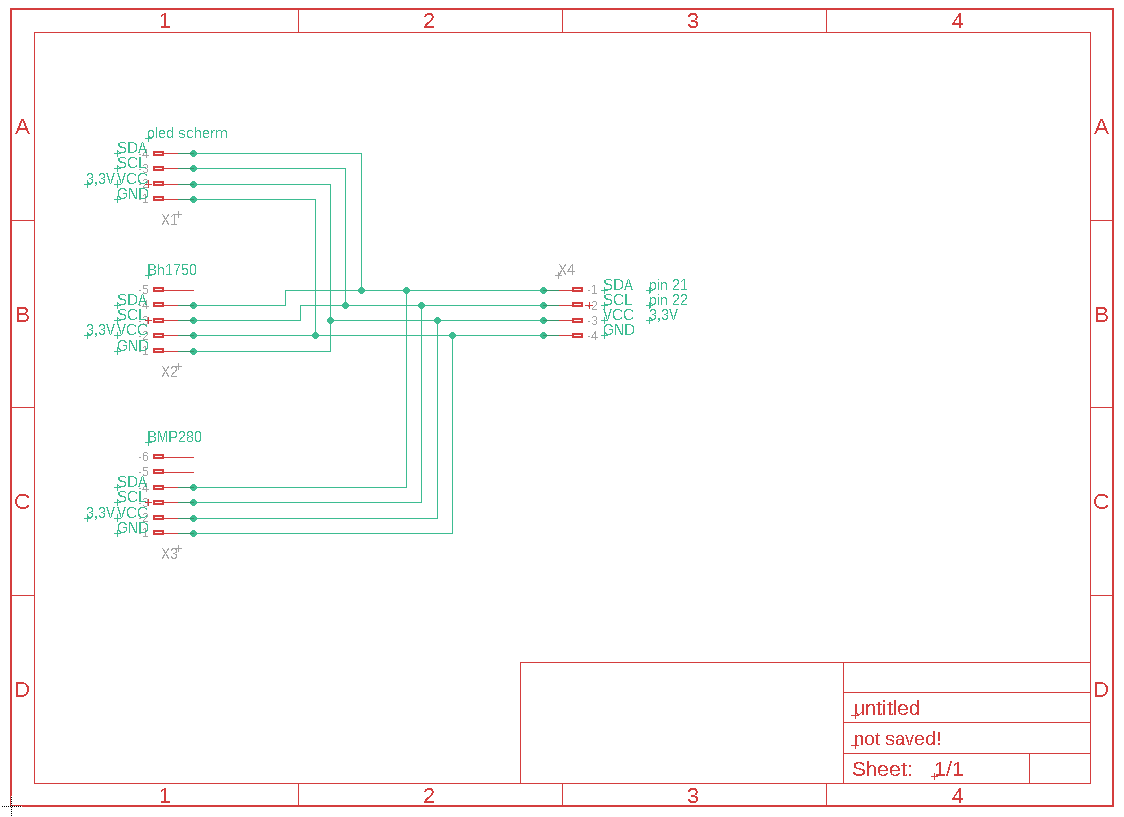 1 2 3 4
A A
oled scherm
SDA -4
SCL -3
3,3V VCC -2
GND -1
X1
B B
Bh1750
-5
SDA -4
SCL -3
3,3V VCC -2
GND -1
X2
X4
-1 SDA pin 21
-2 SCL pin 22
-3 VCC 3,3V
-4 GND
C C
BMP280
-6
-5
SDA -4
SCL -3
3,3V VCC -2
GND -1
X3
D D
untitled
not saved!
Sheet: 1/1
1 2 3 4